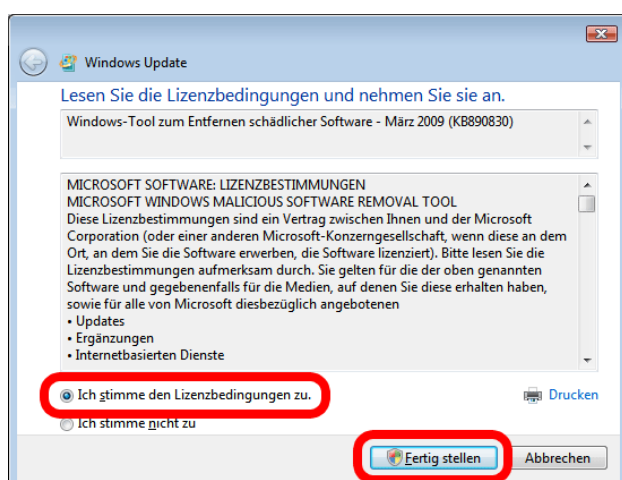 Windows Update
Lesen Sie die Lizenzbedingungen und nehmen Sie sie an.
Windows-Tool zum Entfernen schädlicher Software - März 2009 (KB890830)
MICROSOFT SOFTWARE: LIZENZBESTIMMUNGEN
MICROSOFT WINDOWS MALICIOUS SOFTWARE REMOVAL TOOL
Diese Lizenzbestimmungen sind ein Vertrag zwischen Ihnen und der Microsoft
Corporation (oder einer anderen Microsoft-Konzerngesellschaft, wenn diese an dem
Ort, an dem Sie die Software erwerben, die Software lizenziert). Bitte lesen Sie die
Lizenzbestimmungen aufmerksam durch. Sie gelten für die der oben genannten
Software und gegebenenfalls für die Medien, auf denen Sie diese erhalten haben,
sowie für alle von Microsoft diesbezüglich angebotenen
• Updates
• Ergänzungen
• Internetbasierten Dienste
Ich stimme den Lizenzbedingungen zu.
Drucken
Ich stimme nicht zu
Fertig stellen
Abbrechen